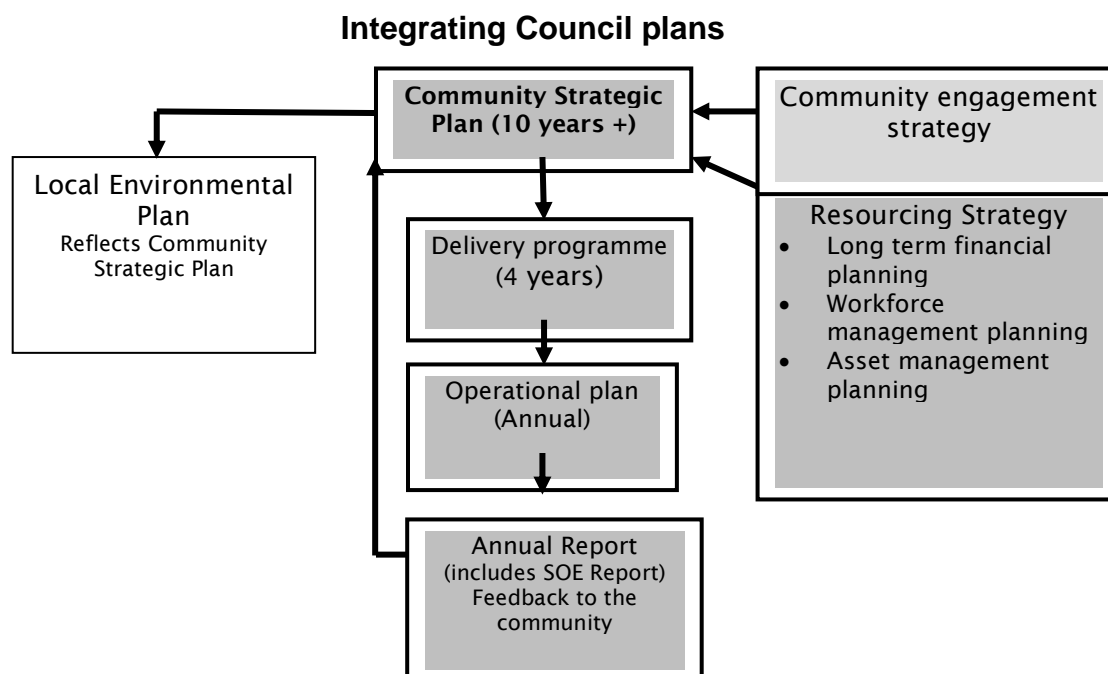 Integrating Council plans
Community Strategic
Plan (10 years +)
Community engagement
strategy
Local Environmental
Plan
Reflects Community
Strategic Plan
Delivery programme
(4 years)
Resourcing Strategy
• Long term financial
planning
• Workforce
management planning
• Asset management
planning
Operational plan
(Annual)
Annual Report
(includes SOE Report)
Feedback to the
community